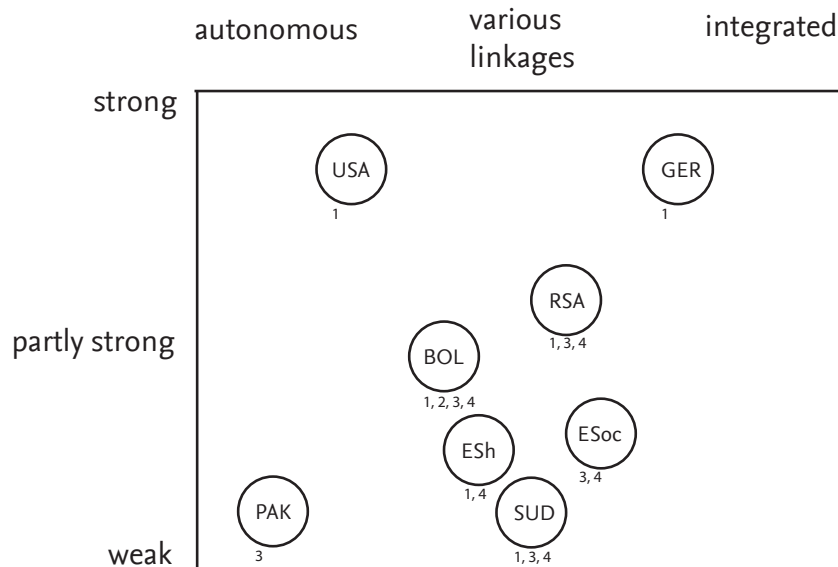 autonomous
various
linkages
integrated
strong
USA
1
GER
1
RSA
1, 3, 4
partly strong
BOL
1, 2, 3, 4
ESoc
3, 4
ESh
1, 4
PAK
3
SUD
1, 3, 4
weak